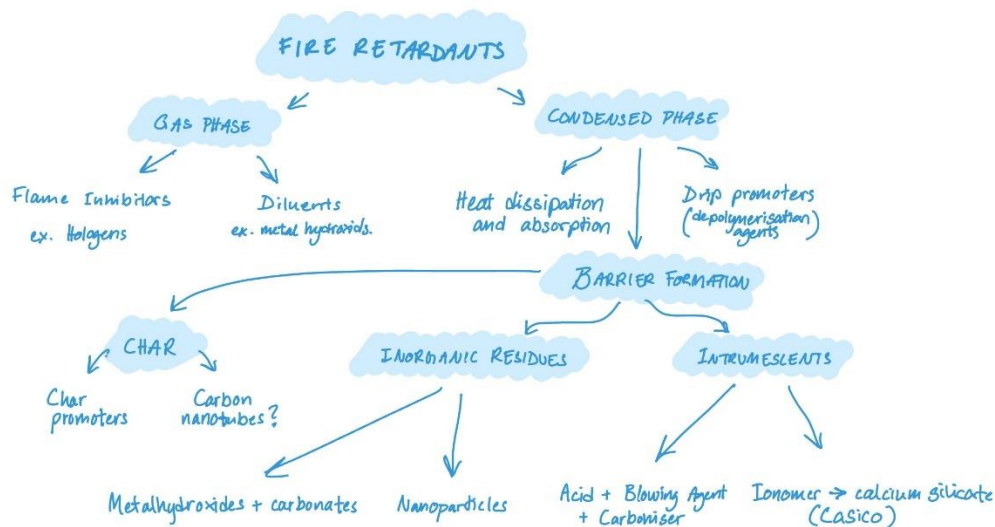 FIRE RETARDANTS
GAS PHASE
CONDENSED PHASE
Flame Inhibitors
ex. Halogens
Diluents
ex. metal hydroxids.
Heat dissipation
and absorption
Drip promoters
(depolymerisation
agents)
BARRIER FORMATION
CHAR
INORGANIC RESIDUES
INTRUMESCENTS
Char
promoters
Carbon
nanotubes?
Metalhydroxides + carbonates
Nanoparticles
Acid + Blowing Agent
+ Carboniser
Ionomer → calcium silicate
(Casico)